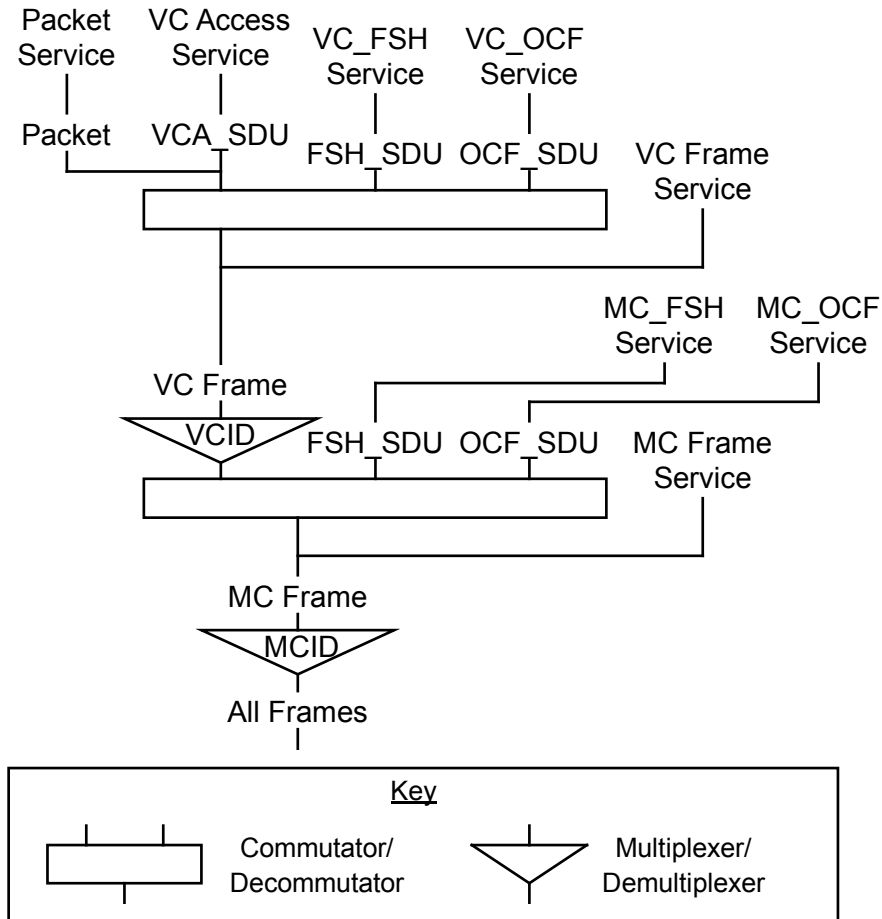 Packet
Service
VC Access
Service
VC_FSH
Service
VC_OCF
Service
Packet
VCA_SDU
FSH_SDU
OCF_SDU
VC Frame
Service
MC_FSH
Service
MC_OCF
Service
VC Frame
VCID
FSH_SDU
OCF_SDU
MC Frame
Service
MC Frame
MCID
All Frames
Key
Commutator/
Decommutator
Multiplexer/
Demultiplexer